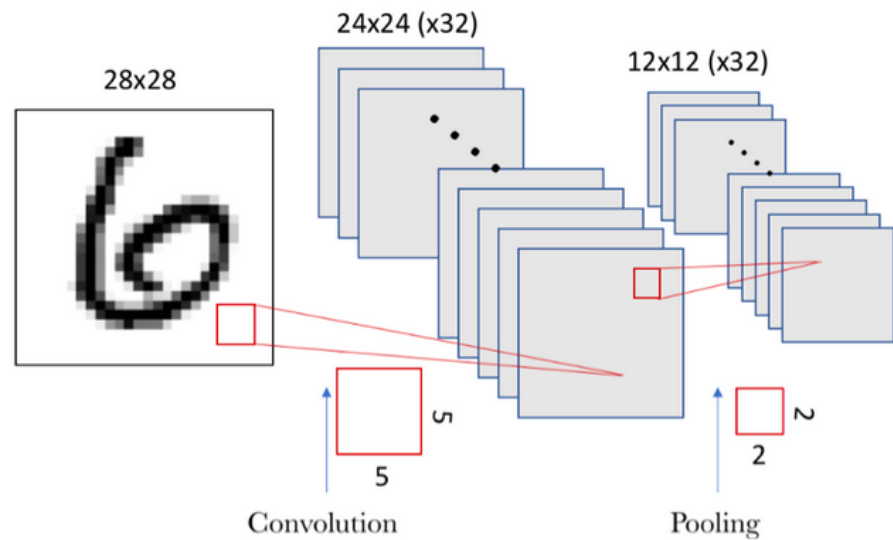 24x24 (x32)
12x12 (x32)
28x28
5
5
2
2
Convolution
Pooling